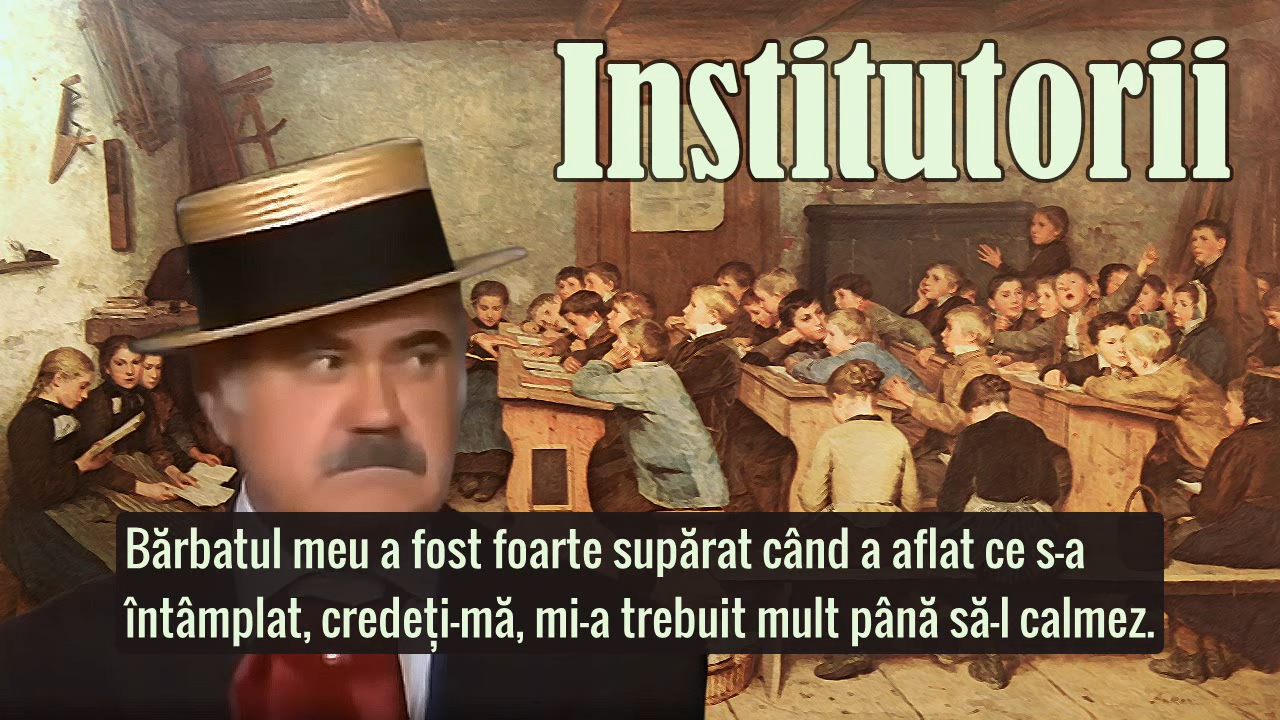 Institutorii
Bărbatul meu a fost foarte supărat când a aflat ce s-a
întâmplat, credeți-mă, mi-a trebuit mult până să-l calmez.